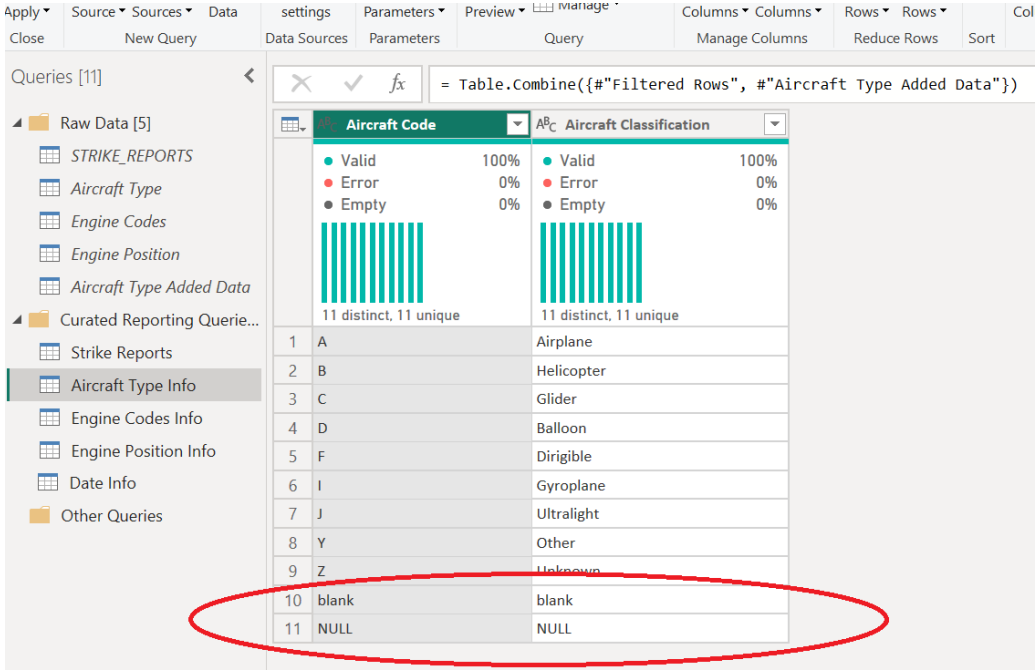 Apply Source Sources Data settings Parameters Preview Manage Columns Columns Rows Rows
Close New Query Data Sources Parameters Query Manage Columns Reduce Rows Sort
Queries [11]
fx = Table.Combine({#"Filtered Rows", #"Aircraft Type Added Data"})
Raw Data [5]
STRIKE_REPORTS
Aircraft Type
Engine Codes
Engine Position
Aircraft Type Added Data
Curated Reporting Querie...
Strike Reports
Aircraft Type Info
Engine Codes Info
Engine Position Info
Date Info
Other Queries
Aircraft Code ABC Aircraft Classification
Valid 100% Valid 100%
Error 0% Error 0%
Empty 0% Empty 0%
11 distinct, 11 unique 11 distinct, 11 unique
1 A Airplane
2 B Helicopter
3 C Glider
4 D Balloon
5 F Dirigible
6 I Gyroplane
7 J Ultralight
8 Y Other
9 Z Unknown
10 blank blank
11 NULL NULL